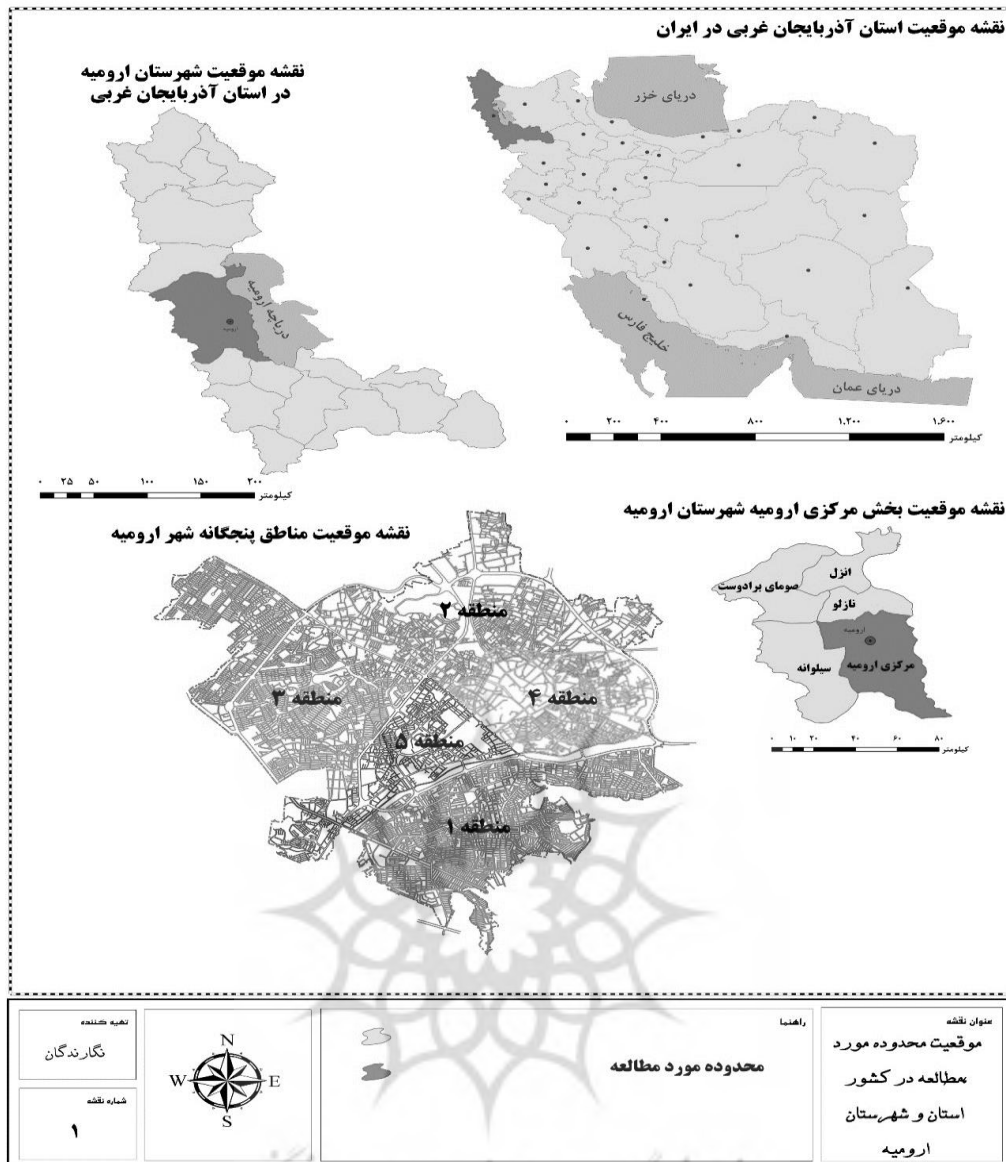 نقشه موقعیت استان آذربایجان غربی در ایران
دریای خزر
خلیج فارس
دریای عمان
۰ ۲۰۰ ۴۰۰ ۸۰۰ ۱,۲۰۰ ۱,۶۰۰
کیلومتر
نقشه موقعیت شهرستان ارومیه
در استان آذربایجان غربی
دریاچه ارومیه
ارومیه
۰ ۲۵ ۵۰ ۱۰۰ ۱۵۰ ۲۰۰
کیلومتر
نقشه موقعیت بخش مرکزی ارومیه شهرستان ارومیه
انزل
صومای برادوست
نازلو
ارومیه
مرکزی ارومیه
سیلوانه
۰ ۱۰ ۲۰ ۴۰ ۶۰ ۸۰
کیلومتر
نقشه موقعیت مناطق پنجگانه شهر ارومیه
منطقه ۲
منطقه ۳
منطقه ۴
منطقه ۵
منطقه ۱
عنوان نقشه
موقعیت محدوده مورد
مطالعه در کشور
استان و شهرستان
ارومیه
راهنما
محدوده مورد مطالعه
N
W E
S
تهیه کننده
نگارندگان
شماره نقشه
۱